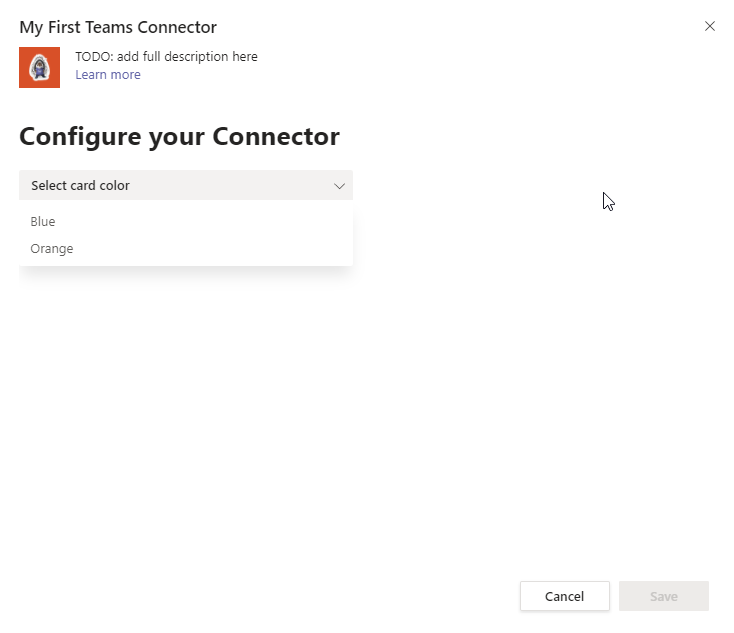 My First Teams Connector
TODO: add full description here
Learn more
Configure your Connector
Select card color
Blue
Orange
Cancel
Save